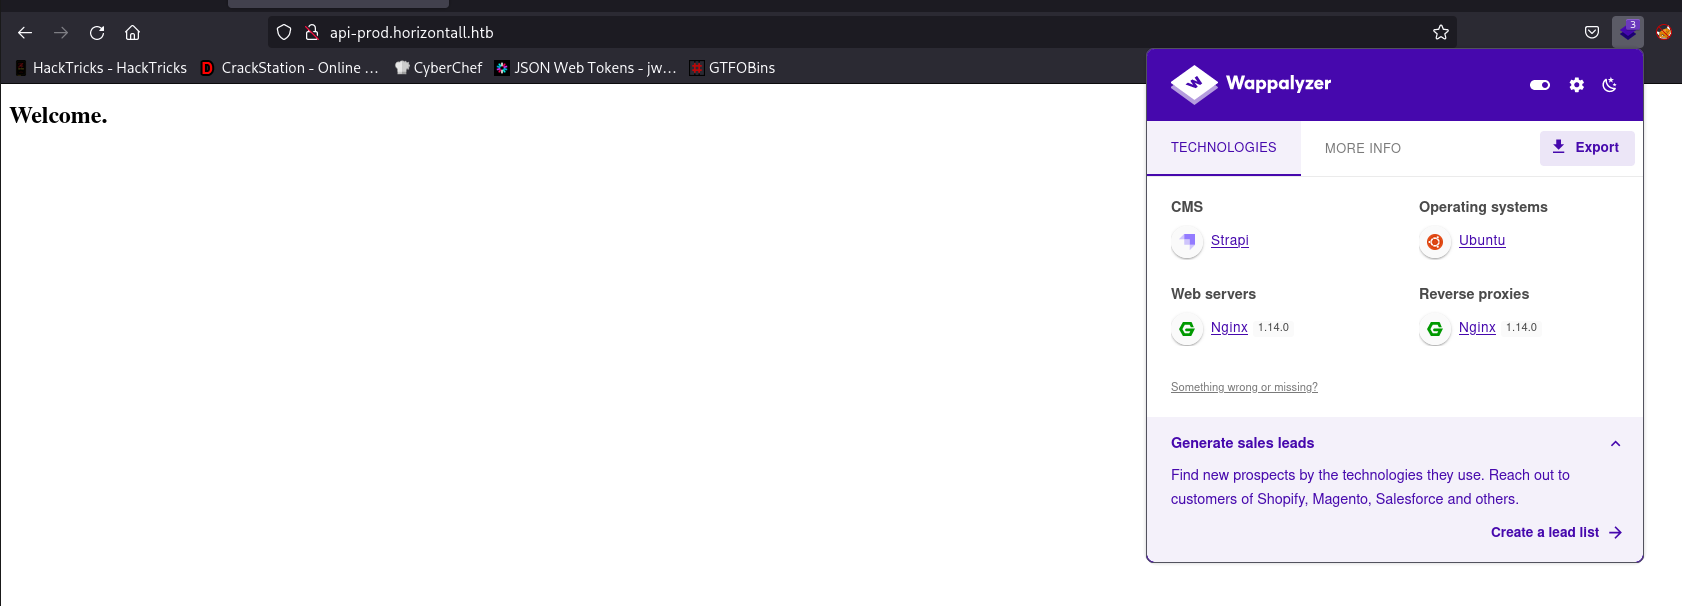 api-prod.horizontall.htb
3
HackTricks - HackTricks
CrackStation - Online ...
CyberChef
JSON Web Tokens - jw...
GTFOBins
Welcome.
Wappalyzer
TECHNOLOGIES
MORE INFO
Export
CMS
Operating systems
Strapi
Ubuntu
Web servers
Reverse proxies
Nginx 1.14.0
Nginx 1.14.0
Something wrong or missing?
Generate sales leads
Find new prospects by the technologies they use. Reach out to
customers of Shopify, Magento, Salesforce and others.
Create a lead list